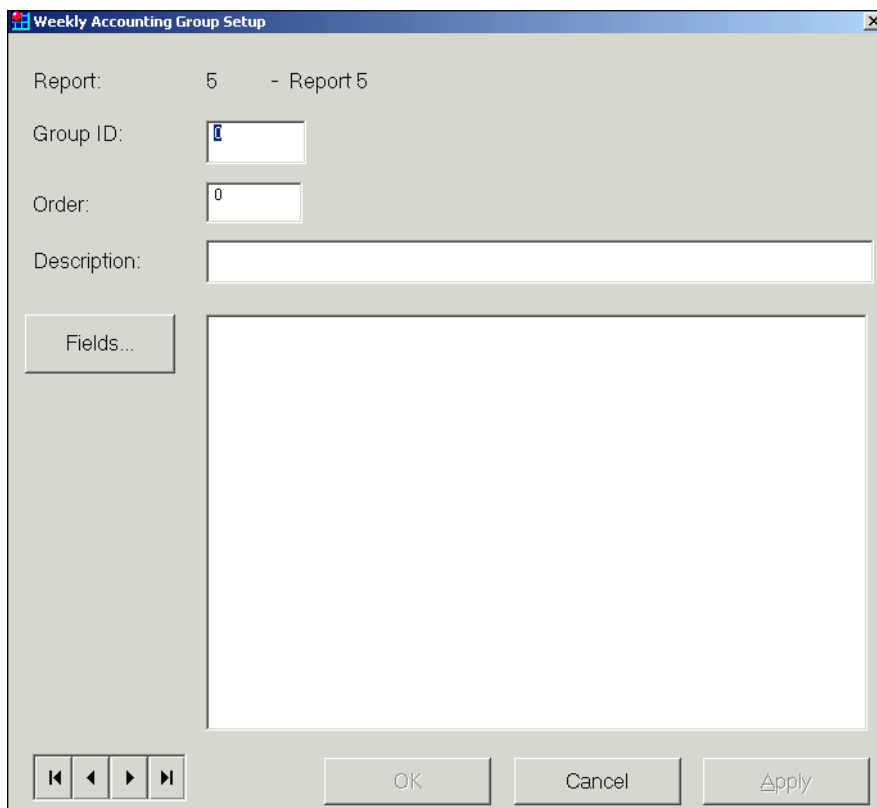 Weekly Accounting Group Setup
Report: 5 - Report 5
Group ID: 0
Order: 0
Description:
Fields...
OK Cancel Apply